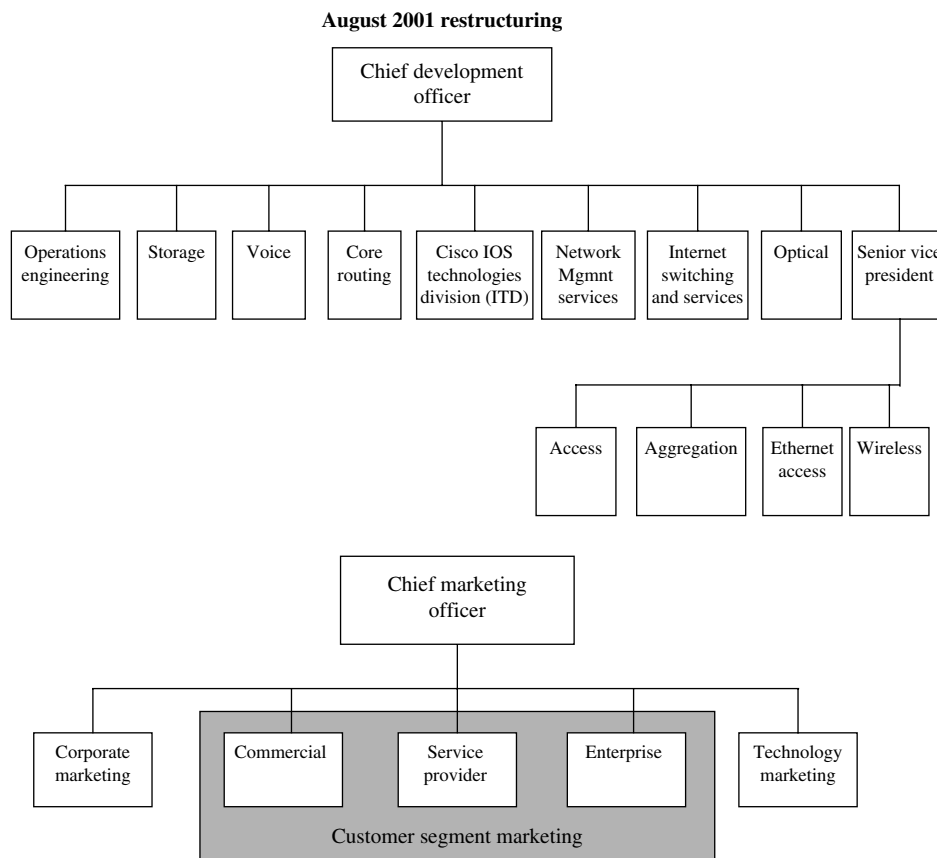 August 2001 restructuring
Chief development
officer
Operations
engineering
Storage
Voice
Core
routing
Cisco IOS
technologies
division (ITD)
Network
Mgmnt
services
Internet
switching
and services
Optical
Senior vice
president
Access
Aggregation
Ethernet
access
Wireless
Chief marketing
officer
Corporate
marketing
Commercial
Service
provider
Enterprise
Technology
marketing
Customer segment marketing